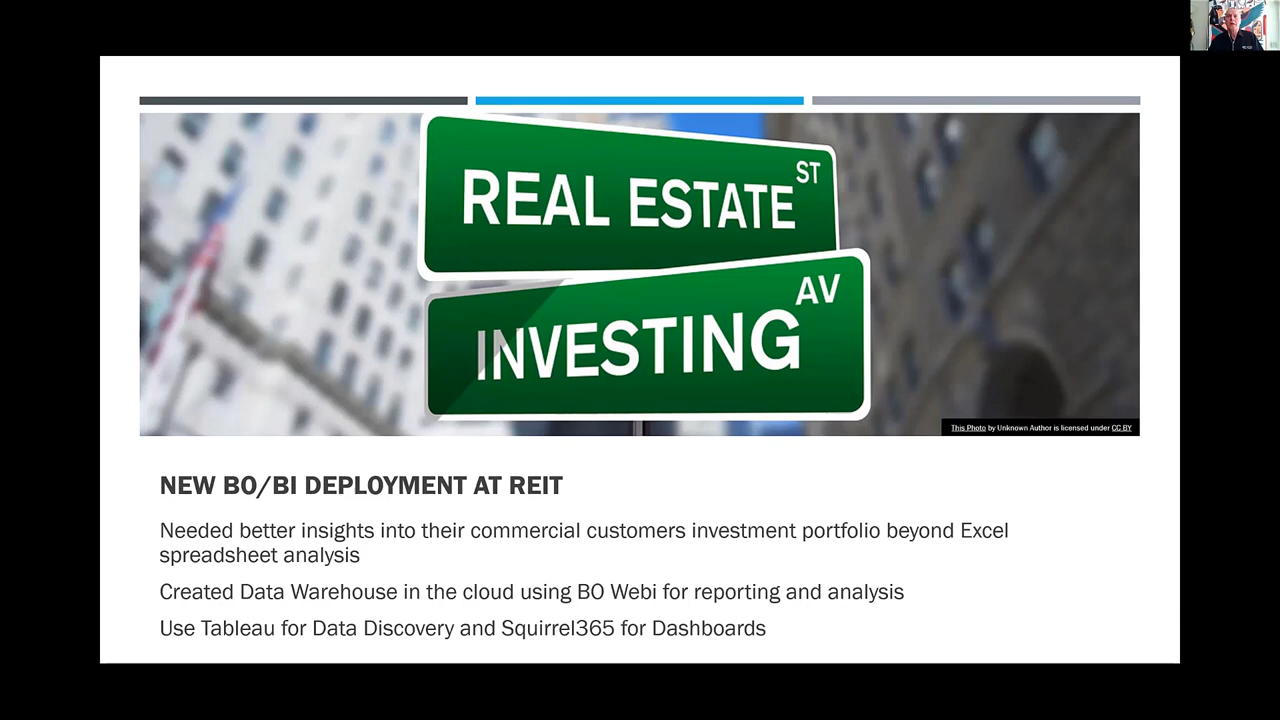 REAL ESTATE ST
INVESTING AV
This Photo by Unknown Author is licensed under CC BY
NEW BO/BI DEPLOYMENT AT REIT
Needed better insights into their commercial customers investment portfolio beyond Excel
spreadsheet analysis
Created Data Warehouse in the cloud using BO Webi for reporting and analysis
Use Tableau for Data Discovery and Squirrel365 for Dashboards